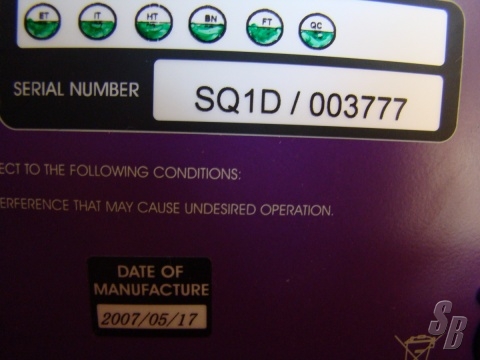 ET IT HT BN FT QC
SERIAL NUMBER SQ1D / 003777
ECT TO THE FOLLOWING CONDITIONS:
ERFERENCE THAT MAY CAUSE UNDESIRED OPERATION.
DATE OF
MANUFACTURE
2007/05/17
SB